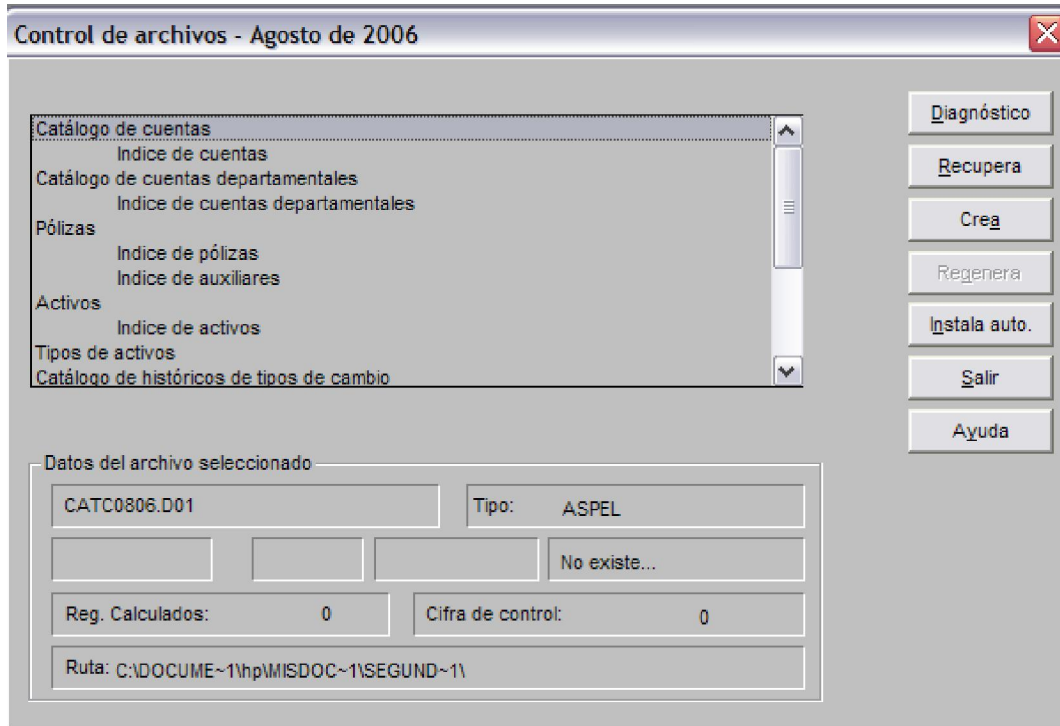 Control de archivos - Agosto de 2006
Catálogo de cuentas
Indice de cuentas
Catálogo de cuentas departamentales
Indice de cuentas departamentales
Pólizas
Indice de pólizas
Indice de auxiliares
Activos
Indice de activos
Tipos de activos
Catálogo de históricos de tipos de cambio
Diagnóstico
Recupera
Crea
Regenera
Instala auto.
Salir
Ayuda
Datos del archivo seleccionado
CATC0806.D01
Tipo: ASPEL
No existe...
Reg. Calculados: 0
Cifra de control: 0
Ruta: C:\DOCUME~1\hp\MISDOC~1\SEGUND~1\